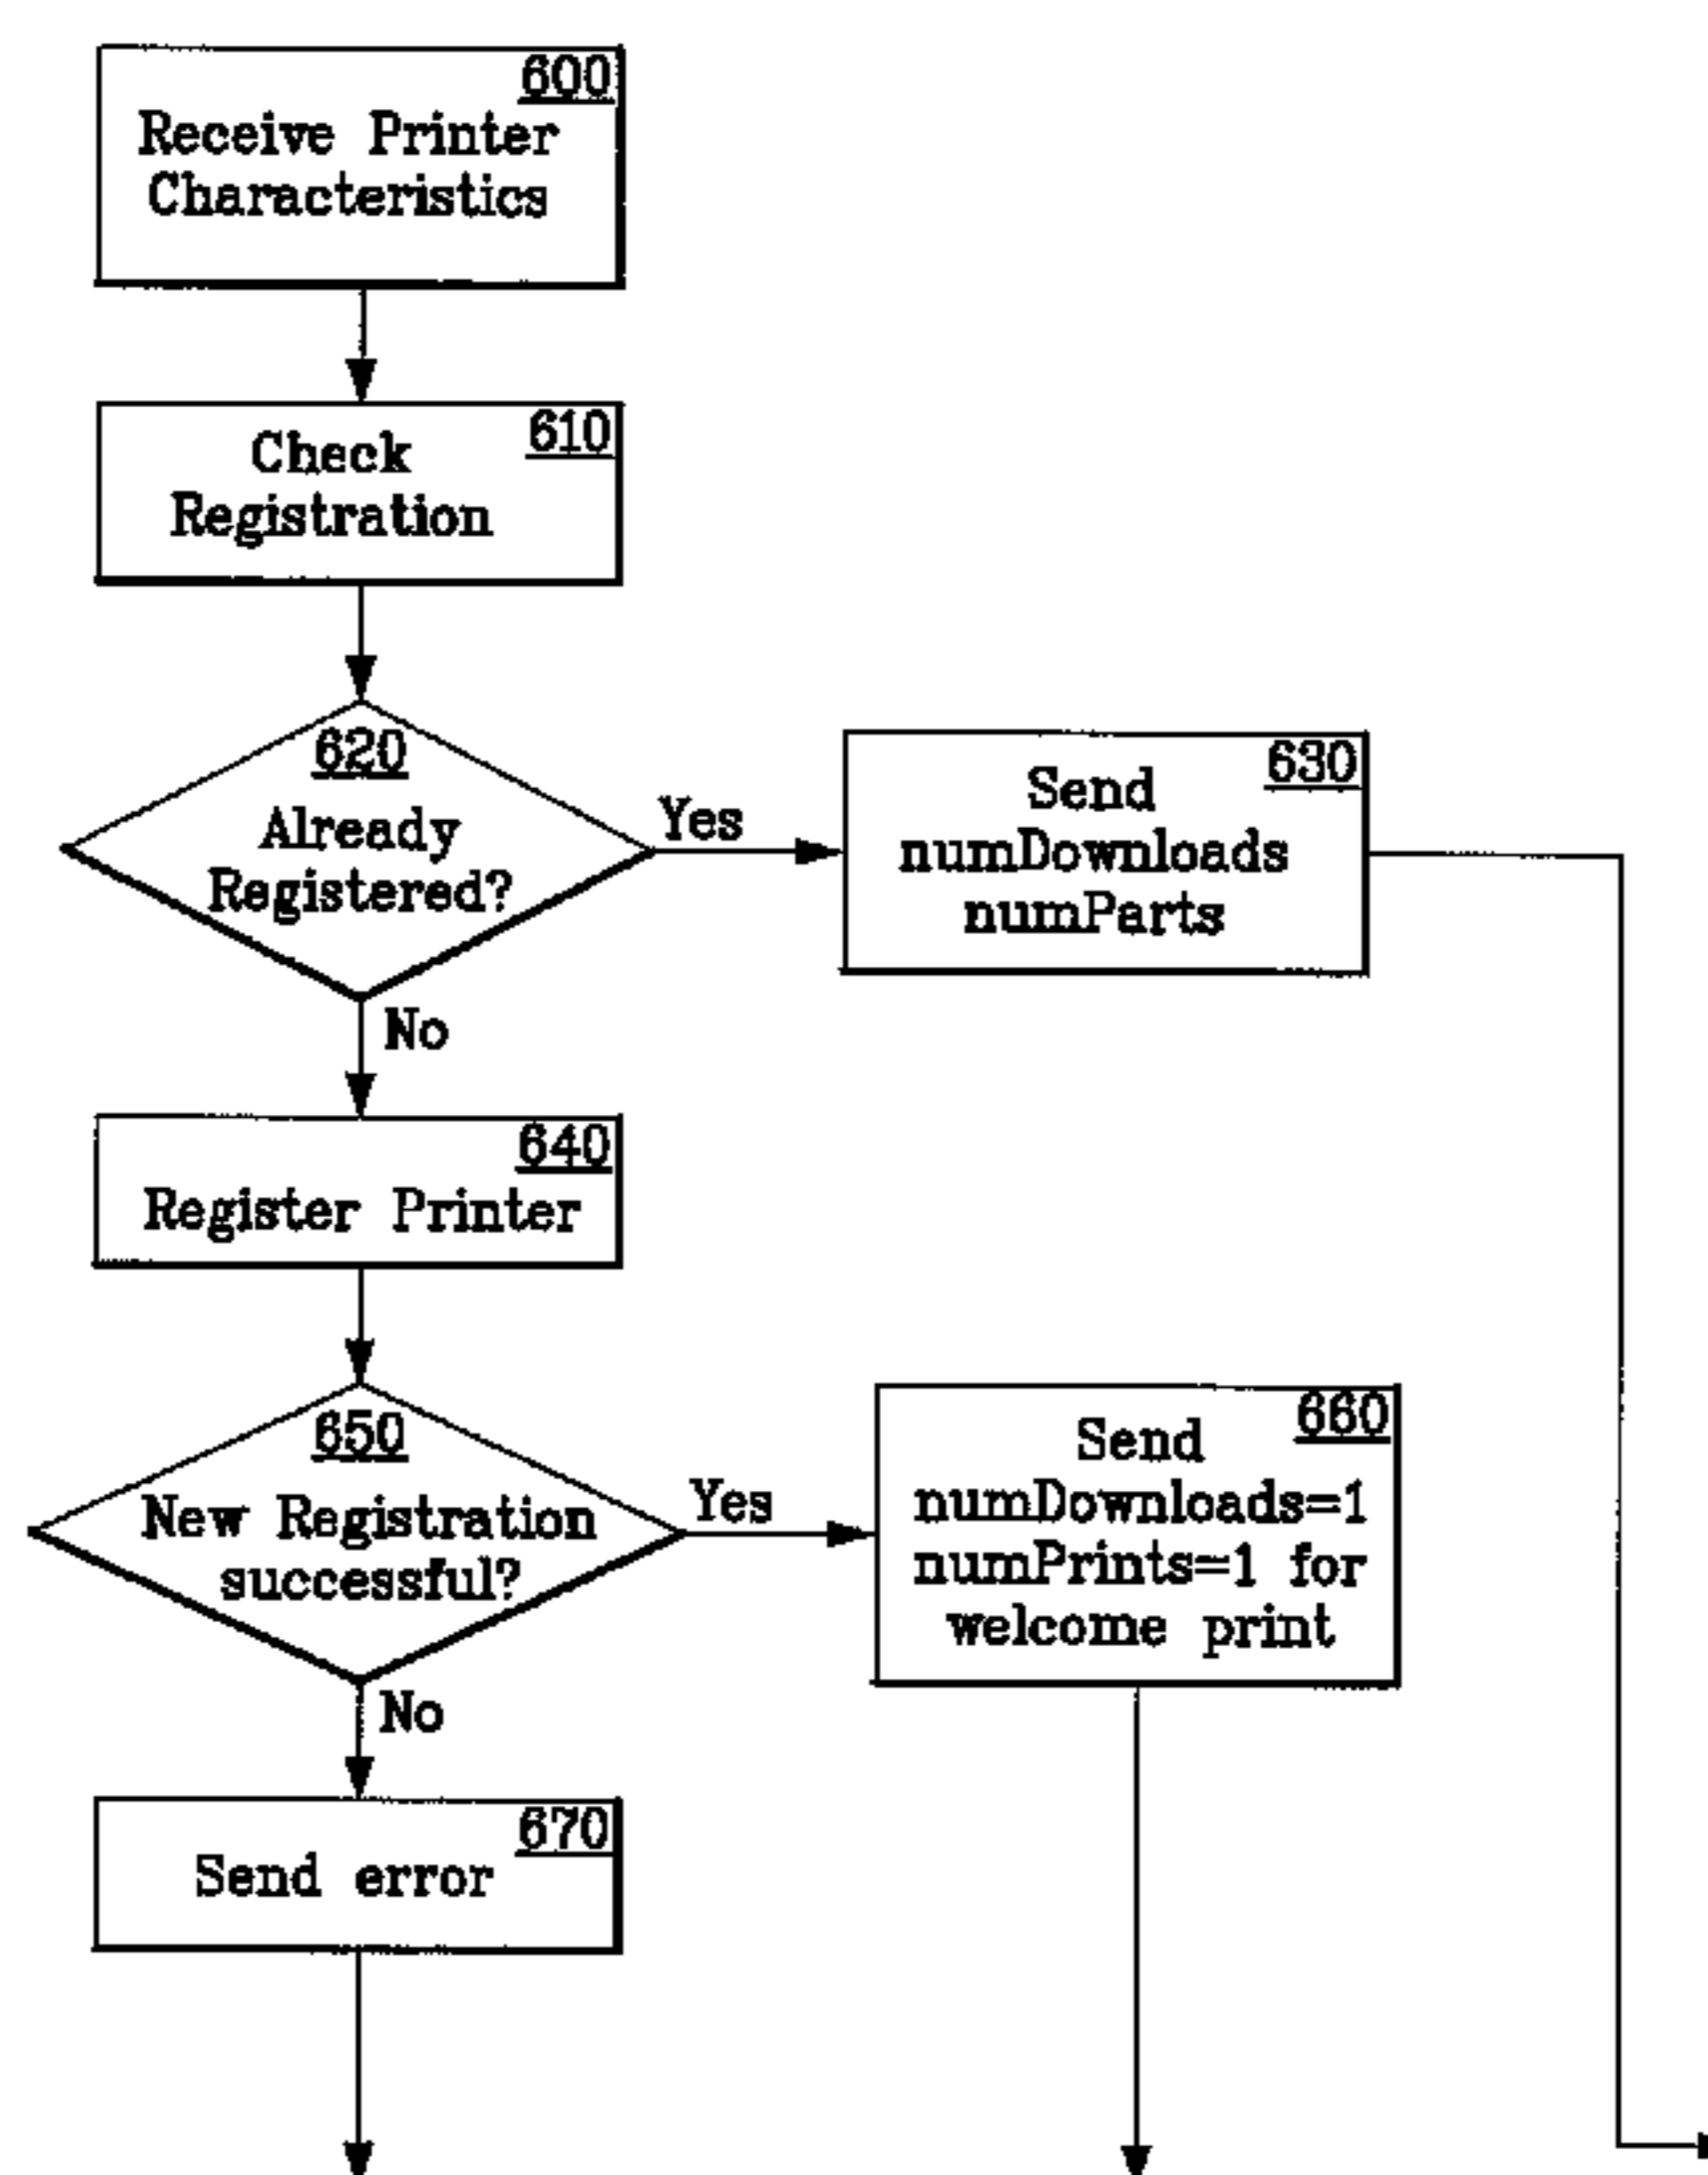 600
Receive Printer
Characteristics
610
Check
Registration
620
Already
Registered?
Yes
630
Send
numDownloads
numParts
No
640
Register Printer
650
New Registration
successful?
Yes
660
Send
numDownloads=1
numPrints=1 for
welcome print
No
670
Send error